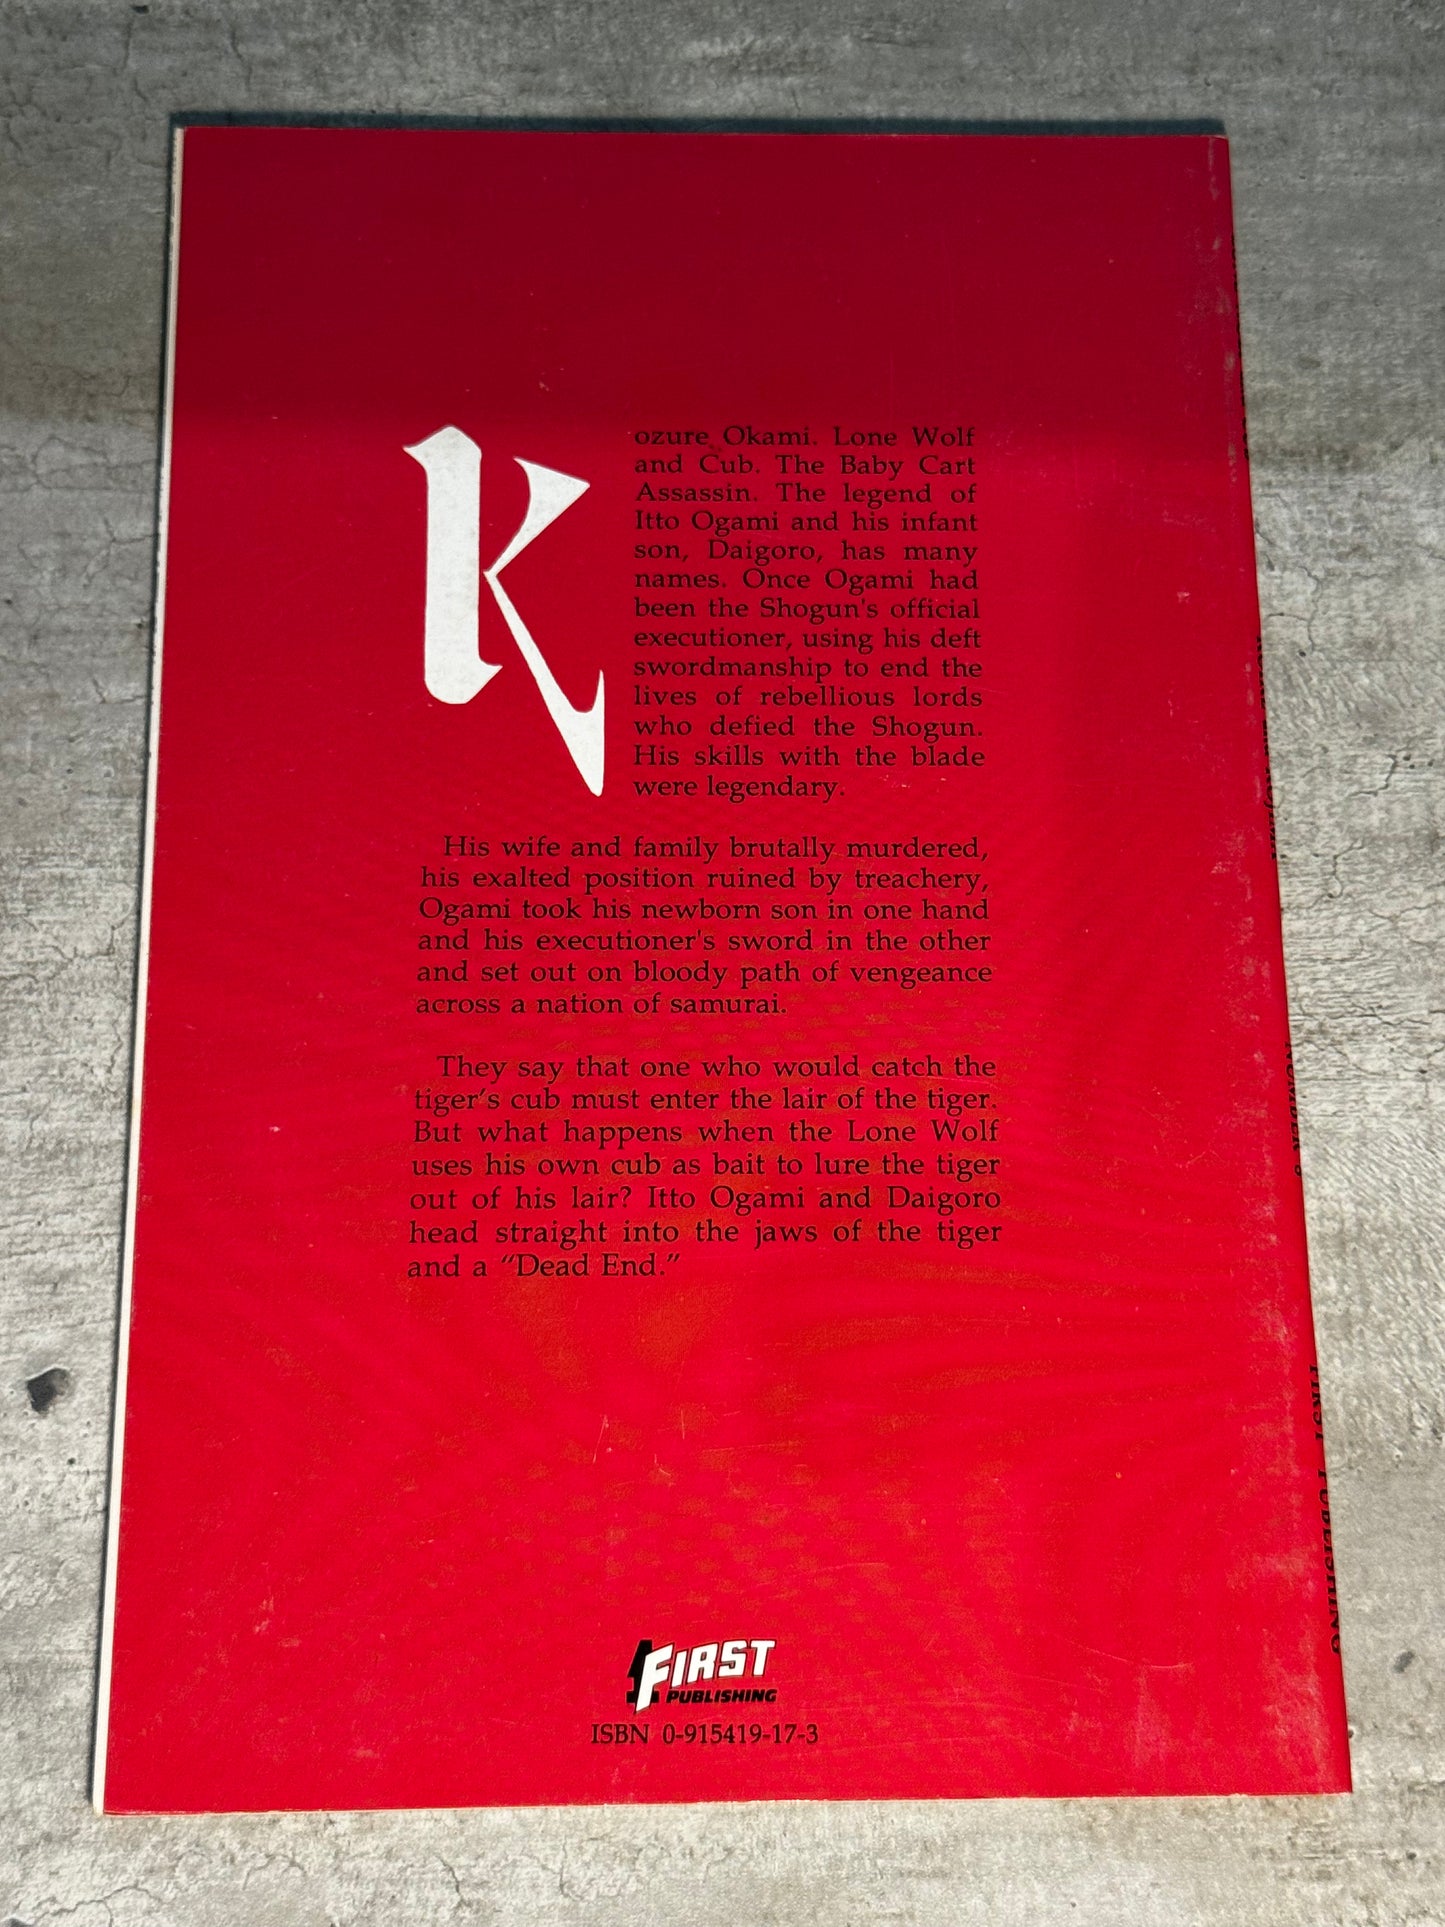 Kozure Okami. Lone Wolf
and Cub. The Baby Cart
Assassin. The legend of
Itto Ogami and his infant
son, Daigoro, has many
names. Once Ogami had
been the Shogun's official
executioner, using his deft
swordmanship to end the
lives of rebellious lords
who defied the Shogun.
His skills with the blade
were legendary.
His wife and family brutally murdered,
his exalted position ruined by treachery,
Ogami took his newborn son in one hand
and his executioner's sword in the other
and set out on bloody path of vengeance
across a nation of samurai.
They say that one who would catch the
tiger's cub must enter the lair of the tiger.
But what happens when the Lone Wolf
uses his own cub as bait to lure the tiger
out of his lair? Itto Ogami and Daigoro
head straight into the jaws of the tiger
and a "Dead End."
1FIRST
PUBLISHING
ISBN 0-915419-17-3
NUMBER
FIRST PUBLISHING